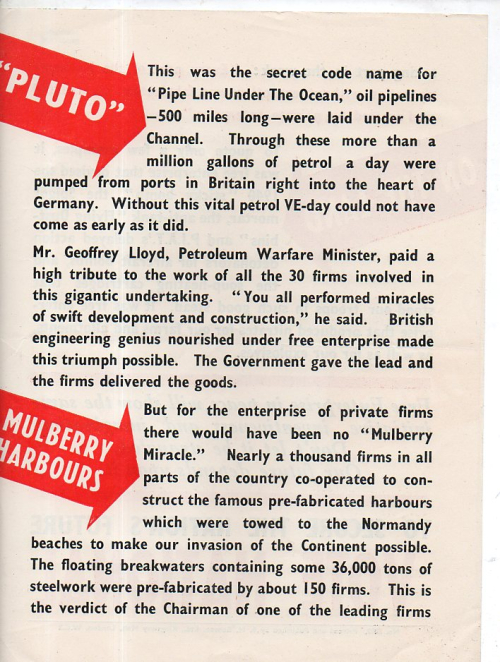 "PLUTO"
This was the secret code name for
"Pipe Line Under The Ocean," oil pipelines
—500 miles long—were laid under the
Channel. Through these more than a
million gallons of petrol a day were
pumped from ports in Britain right into the heart of
Germany. Without this vital petrol VE-day could not have
come as early as it did.
Mr. Geoffrey Lloyd, Petroleum Warfare Minister, paid a
high tribute to the work of all the 30 firms involved in
this gigantic undertaking. "You all performed miracles
of swift development and construction," he said. British
engineering genius nourished under free enterprise made
this triumph possible. The Government gave the lead and
the firms delivered the goods.
MULBERRY
HARBOURS
But for the enterprise of private firms
there would have been no "Mulberry
Miracle." Nearly a thousand firms in all
parts of the country co-operated to con-
struct the famous pre-fabricated harbours
which were towed to the Normandy
beaches to make our invasion of the Continent possible.
The floating breakwaters containing some 36,000 tons of
steelwork were pre-fabricated by about 150 firms. This is
the verdict of the Chairman of one of the leading firms